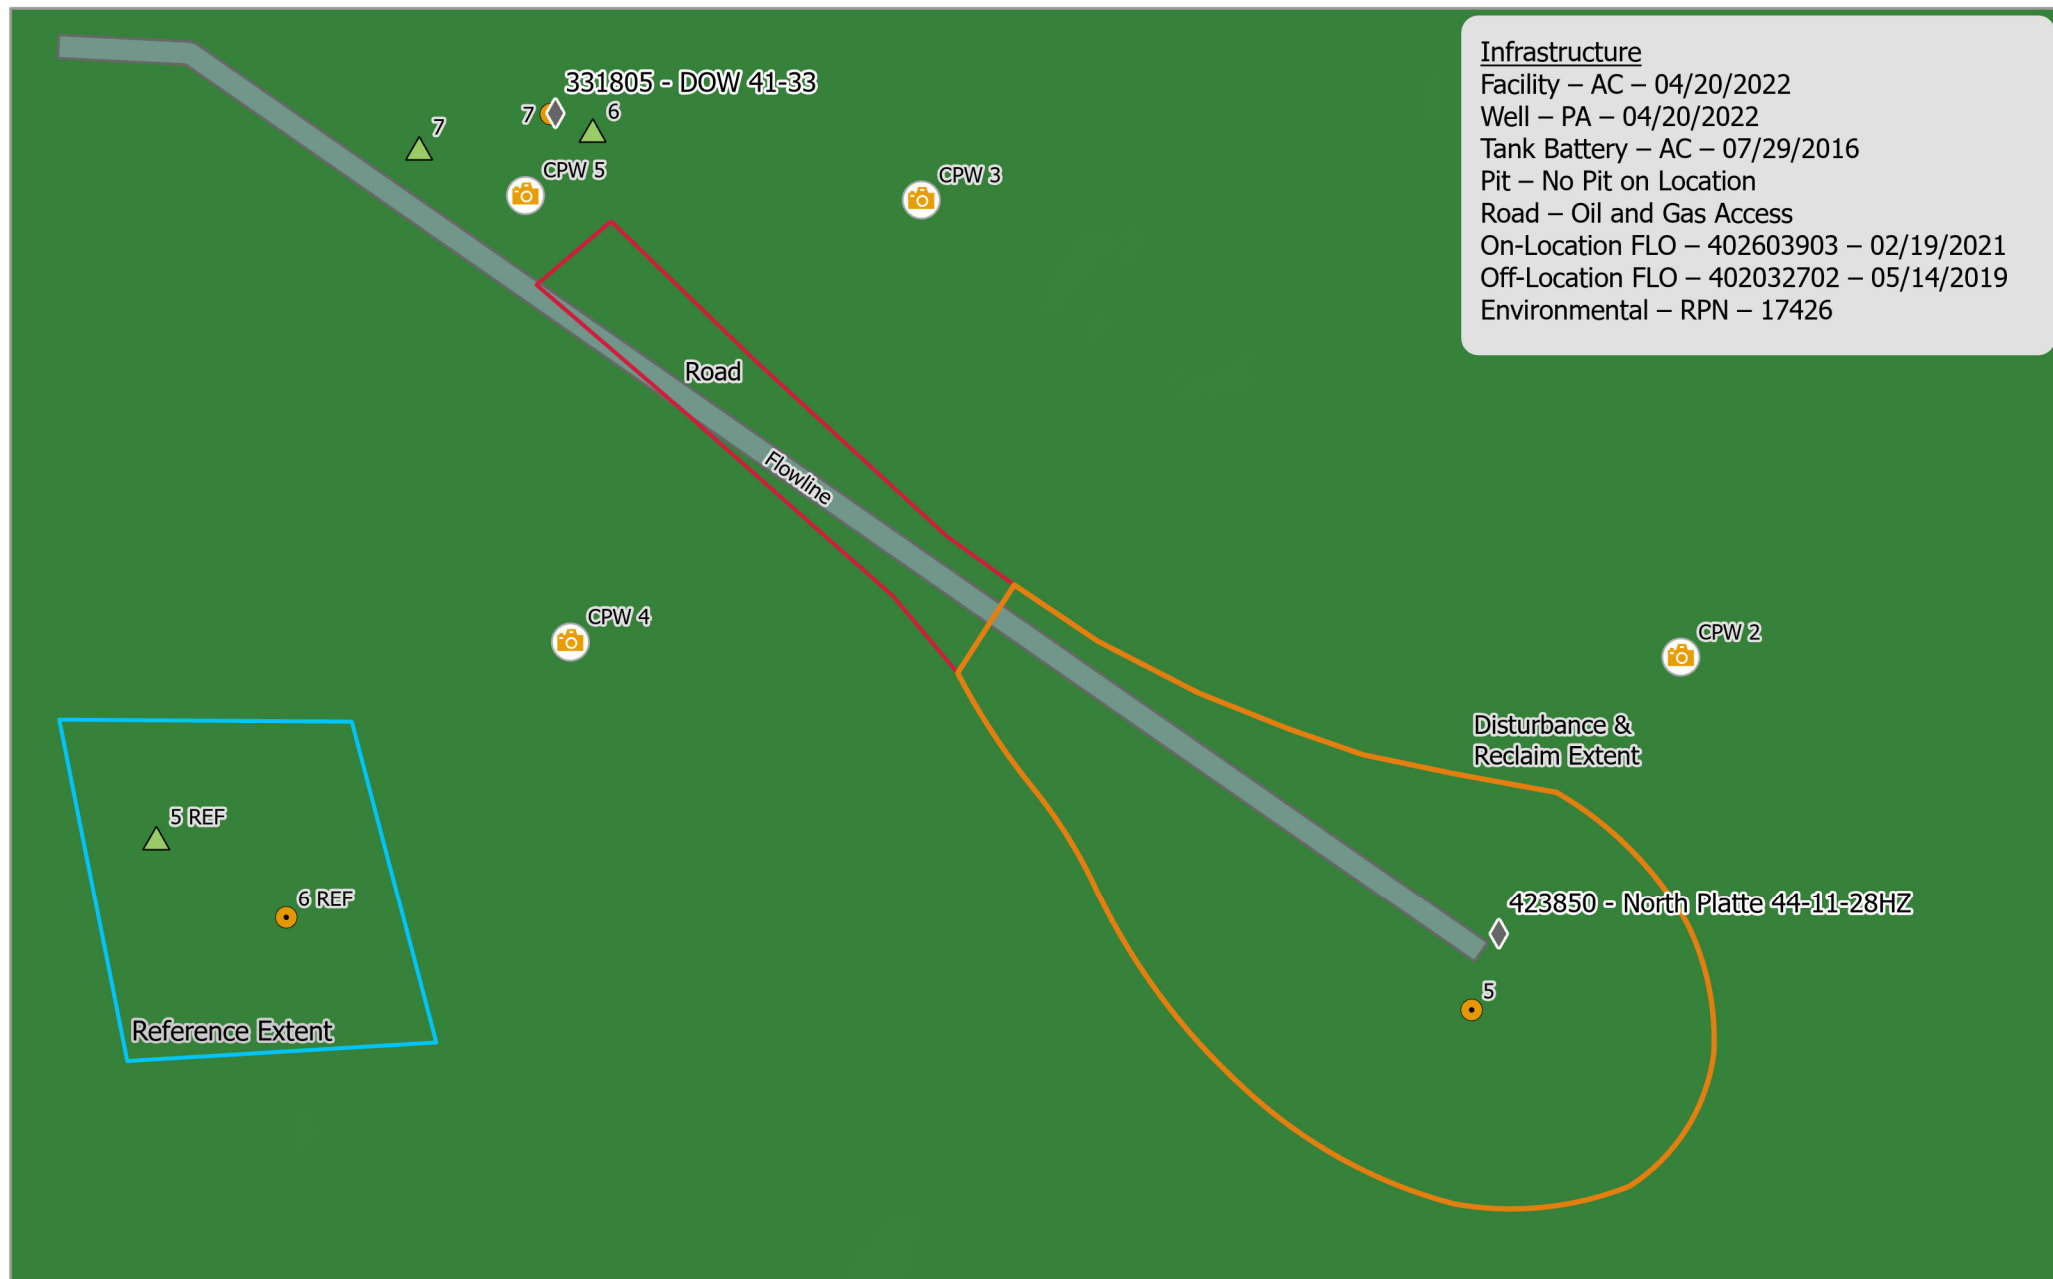 Infrastructure
Facility – AC – 04/20/2022
Well – PA – 04/20/2022
Tank Battery – AC – 07/29/2016
Pit – No Pit on Location
Road – Oil and Gas Access
On-Location FLO – 402603903 – 02/19/2021
Off-Location FLO – 402032702 – 05/14/2019
Environmental – RPN – 17426
331805 - DOW 41-33
7
7
6
CPW 5
CPW 3
Road
Flowline
CPW 4
CPW 2
Disturbance &
Reclaim Extent
5 REF
6 REF
Reference Extent
423850 - North Platte 44-11-28HZ
5